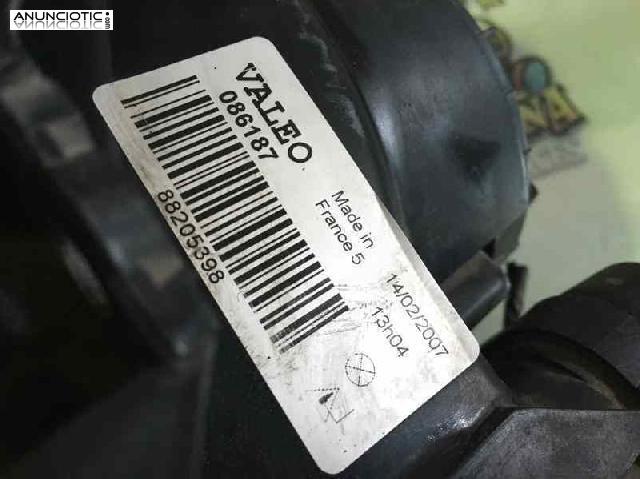 ANUNCIOTIC.com
VALEO
086187
88205398
Made in
France 5
14/02/2007
13h04